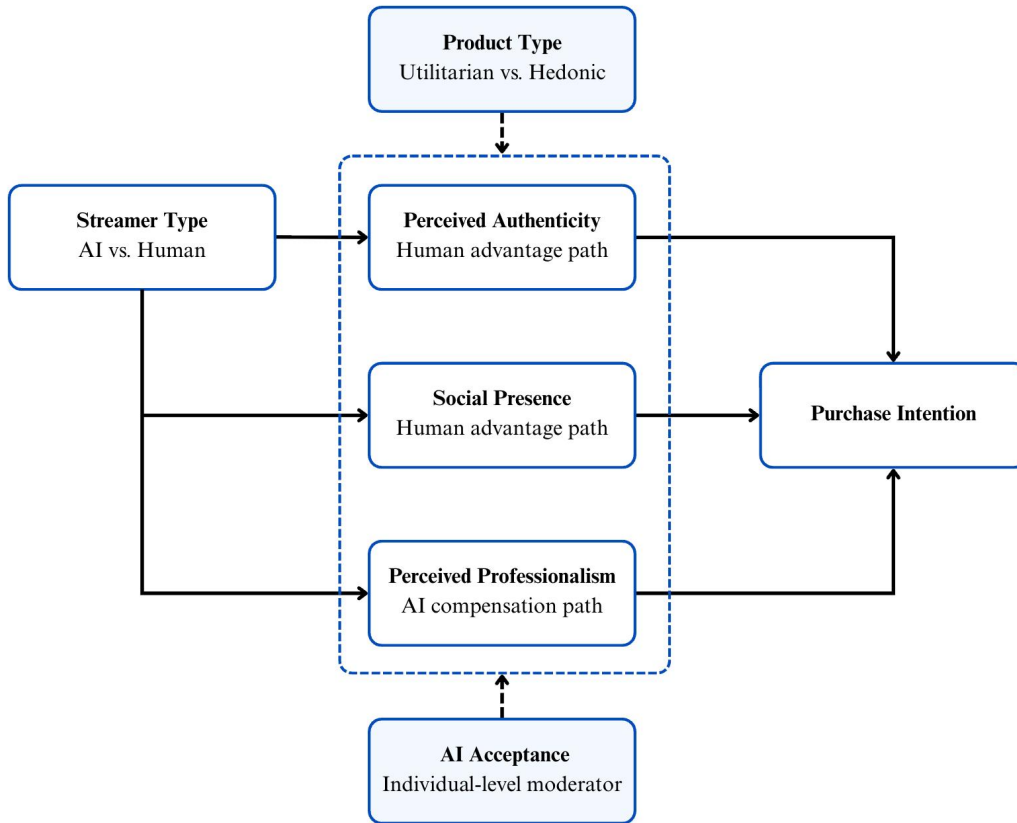 Product Type
Utilitarian vs. Hedonic
Streamer Type
AI vs. Human
Perceived Authenticity
Human advantage path
Social Presence
Human advantage path
Purchase Intention
Perceived Professionalism
AI compensation path
AI Acceptance
Individual-level moderator